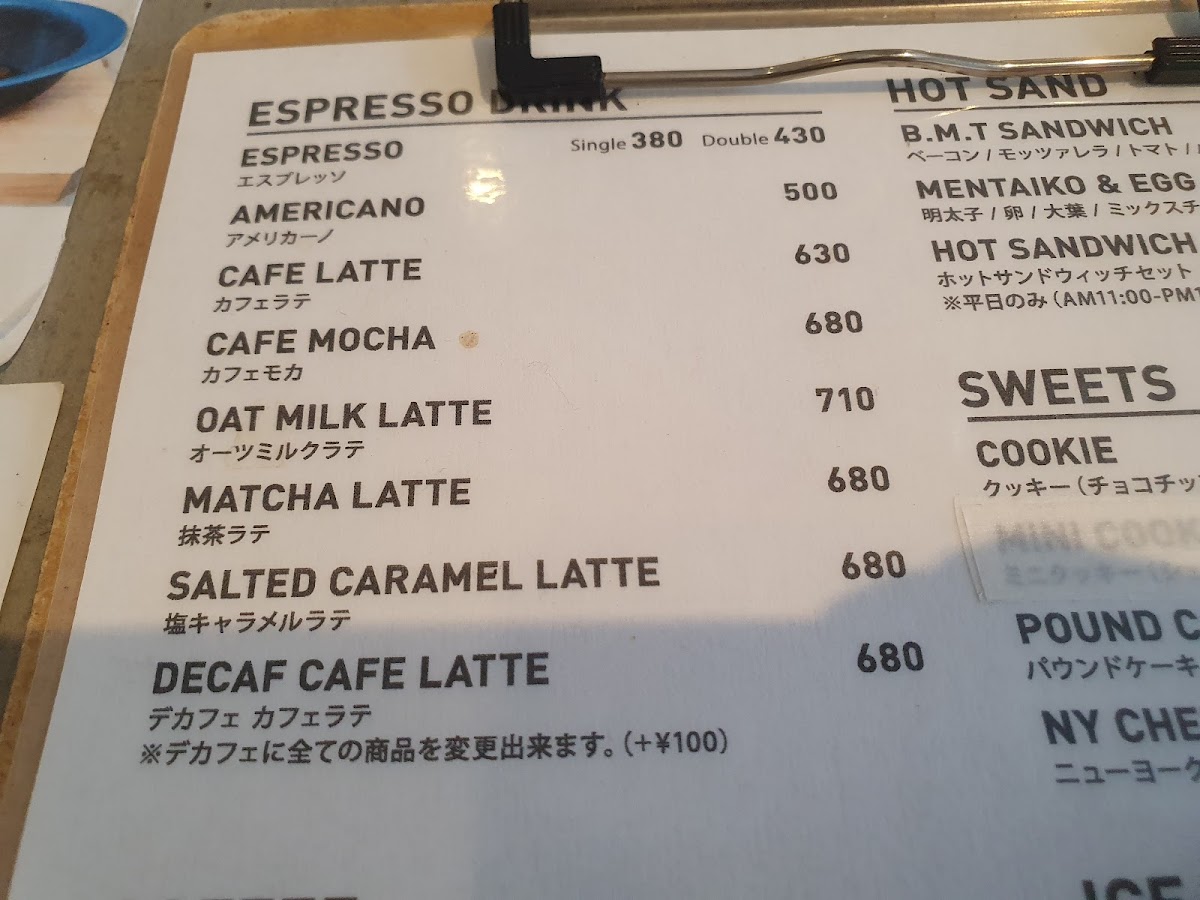 ESPRESSO DRINK
ESPRESSO Single 380 Double 430
エスプレッソ
AMERICANO 500
アメリカーノ
CAFE LATTE 630
カフェラテ
CAFE MOCHA 680
カフェモカ
OAT MILK LATTE 710
オーツミルクラテ
MATCHA LATTE 680
抹茶ラテ
SALTED CARAMEL LATTE 680
塩キャラメルラテ
DECAF CAFE LATTE 680
デカフェ カフェラテ
※デカフェに全ての商品を変更出来ます。(+¥100)
HOT SAND
B.M.T SANDWICH
ベーコン / モッツァレラ / トマト /
MENTAIKO & EGG
明太子 / 卵 / 大葉 / ミックスチ
HOT SANDWICH
ホットサンドウィッチセット
※平日のみ (AM11:00-PM1
SWEETS
COOKIE
クッキー (チョコチッ
MINI COOK
ミニクッキー
POUND C
パウンドケーキ
NY CHE
ニューヨーク
ICE